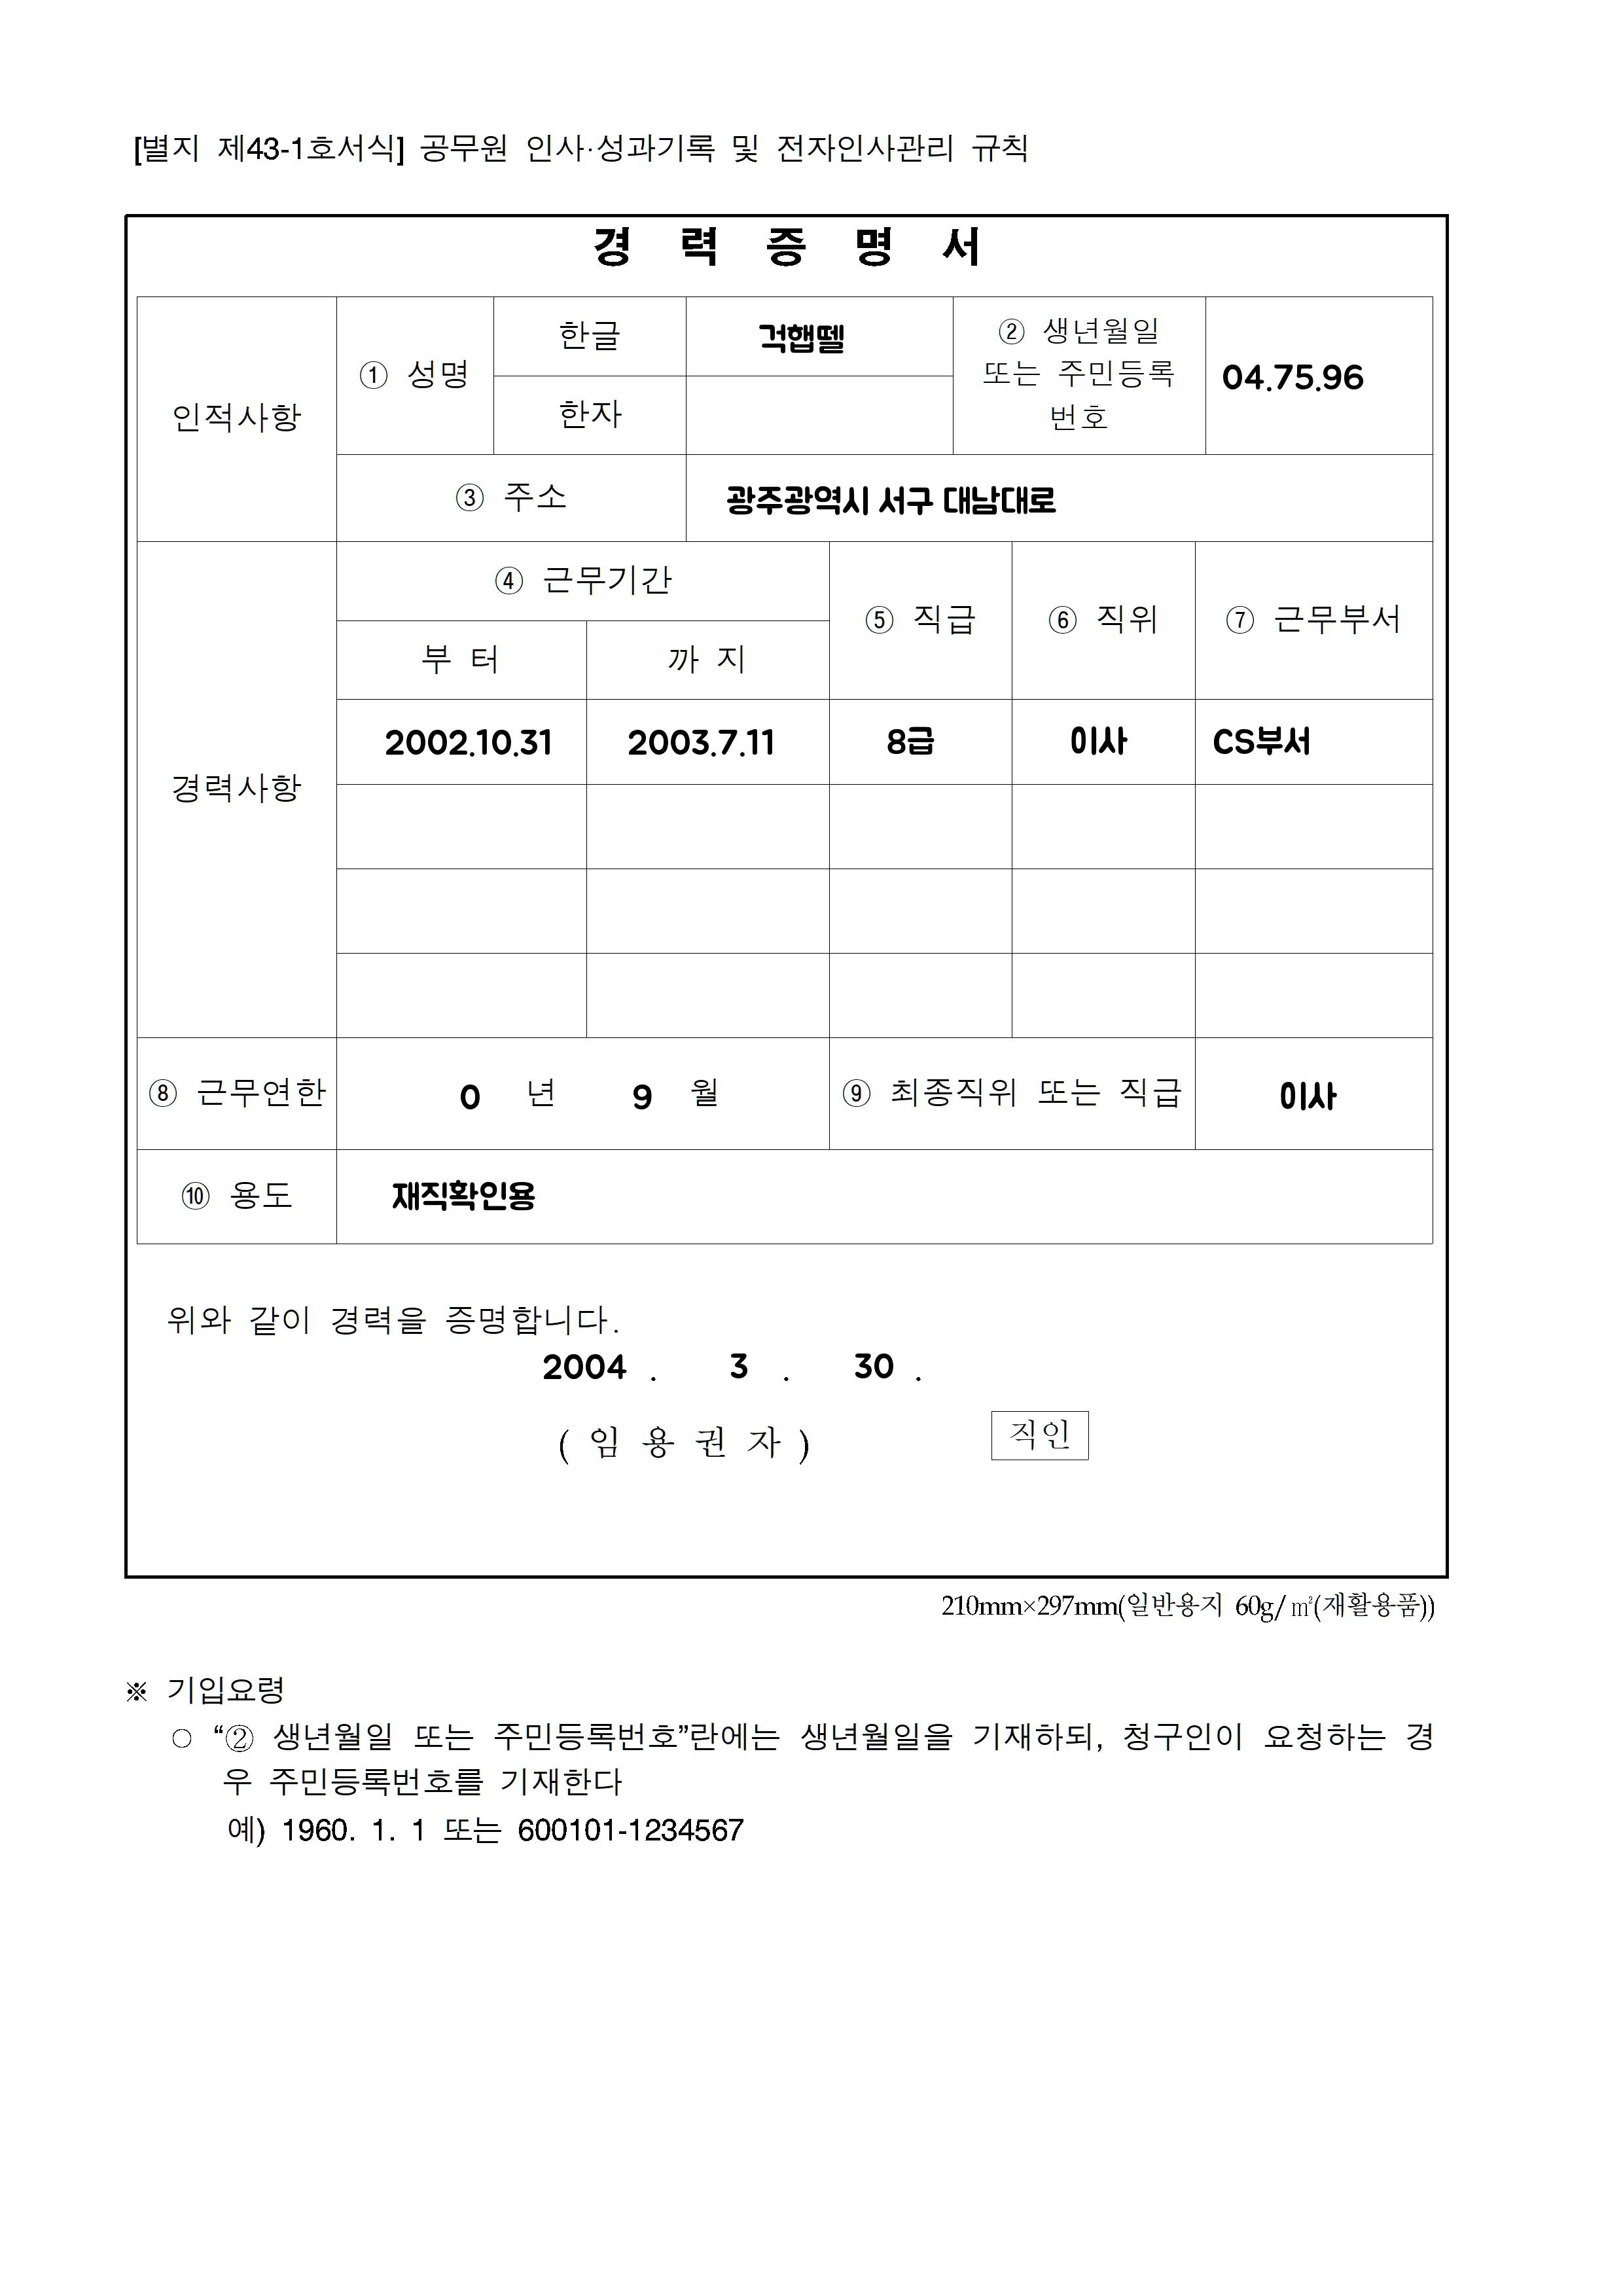 [별지 제43-1호서식] 공무원 인사·성과기록 및 전자인사관리 규칙
경 력 증 명 서
인적사항
① 성명
한글
걱햅뗄
② 생년월일
또는 주민등록
번호
04.75.96
한자
③ 주소
광주광역시 서구 대남대로
경력사항
④ 근무기간
⑤ 직급
⑥ 직위
⑦ 근무부서
부 터
까 지
2002.10.31
2003.7.11
8급
이사
CS부서
⑧ 근무연한
0 년 9 월
⑨ 최종직위 또는 직급
이사
⑩ 용도
재직확인용
위와 같이 경력을 증명합니다.
2004 . 3 . 30 .
( 임 용 권 자 )
직인
210mm×297mm(일반용지 60g/㎡(재활용품))
※ 기입요령
○ “② 생년월일 또는 주민등록번호”란에는 생년월일을 기재하되, 청구인이 요청하는 경
우 주민등록번호를 기재한다
예) 1960. 1. 1 또는 600101-1234567